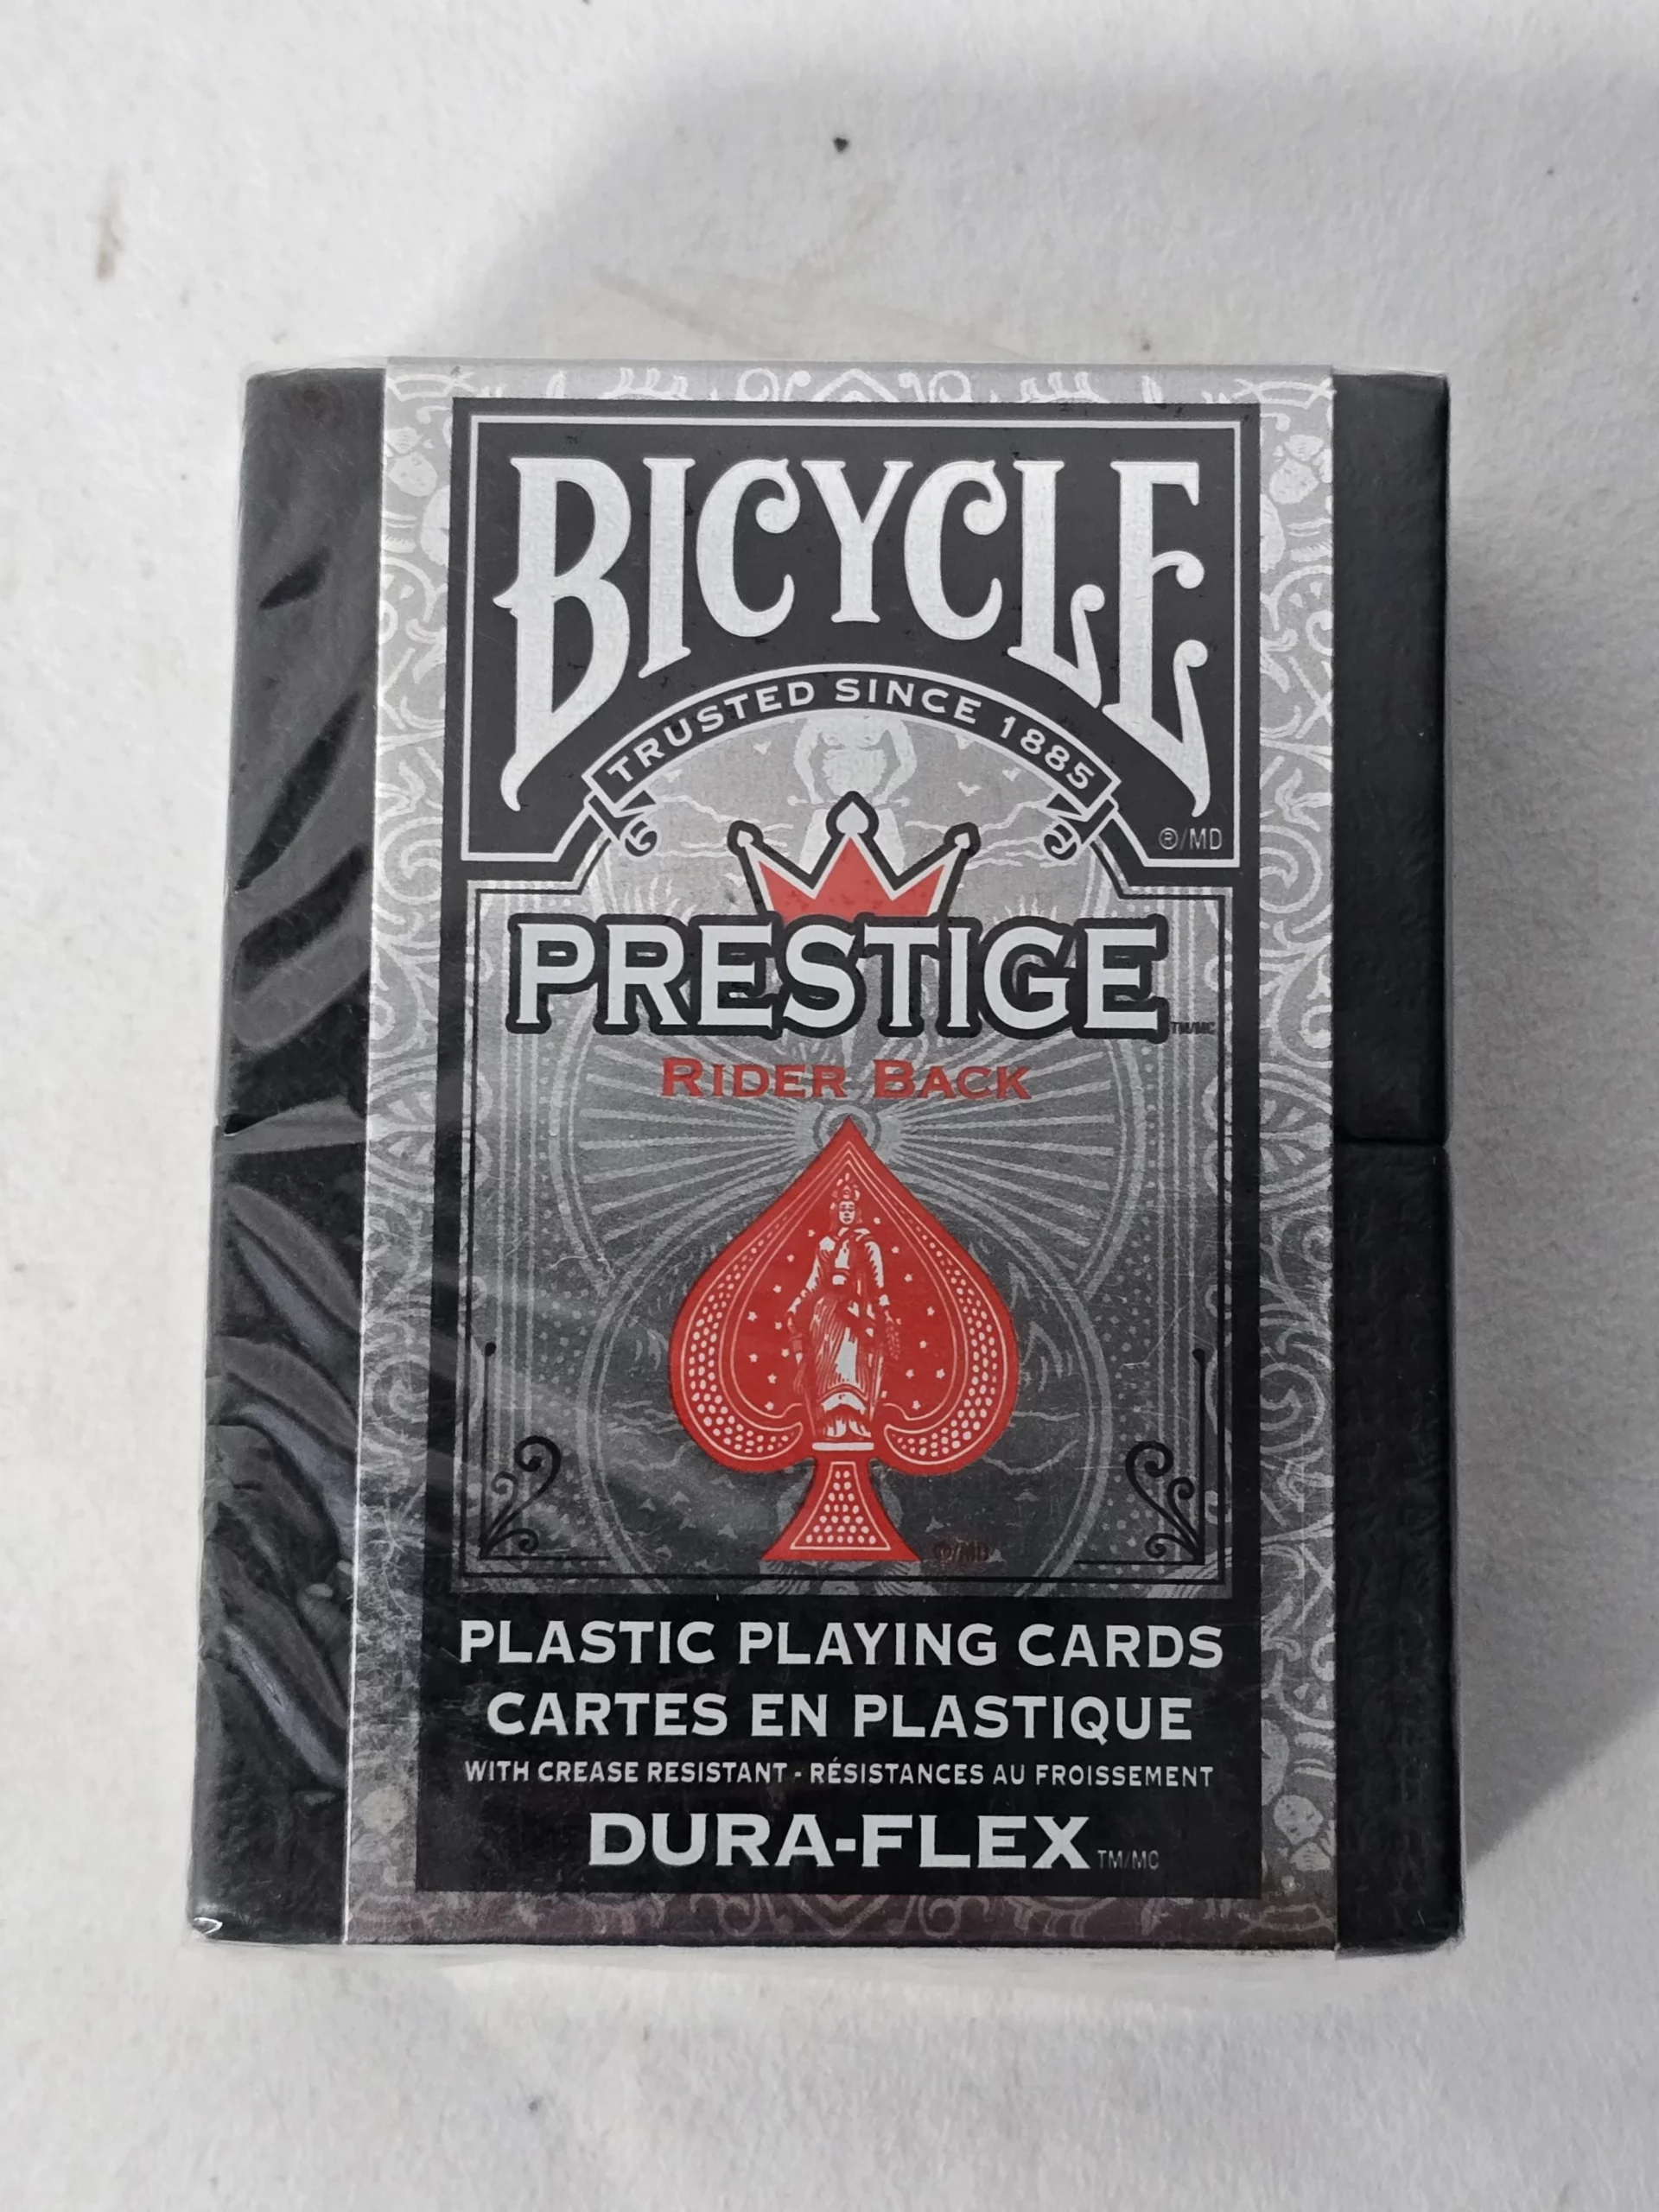 BICYCLE
TRUSTED SINCE 1885
®/MD
PRESTIGE
TM/MC
RIDER BACK
®/MD
PLASTIC PLAYING CARDS
CARTES EN PLASTIQUE
WITH CREASE RESISTANT - RÉSISTANCES AU FROISSEMENT
DURA-FLEX TM/MC